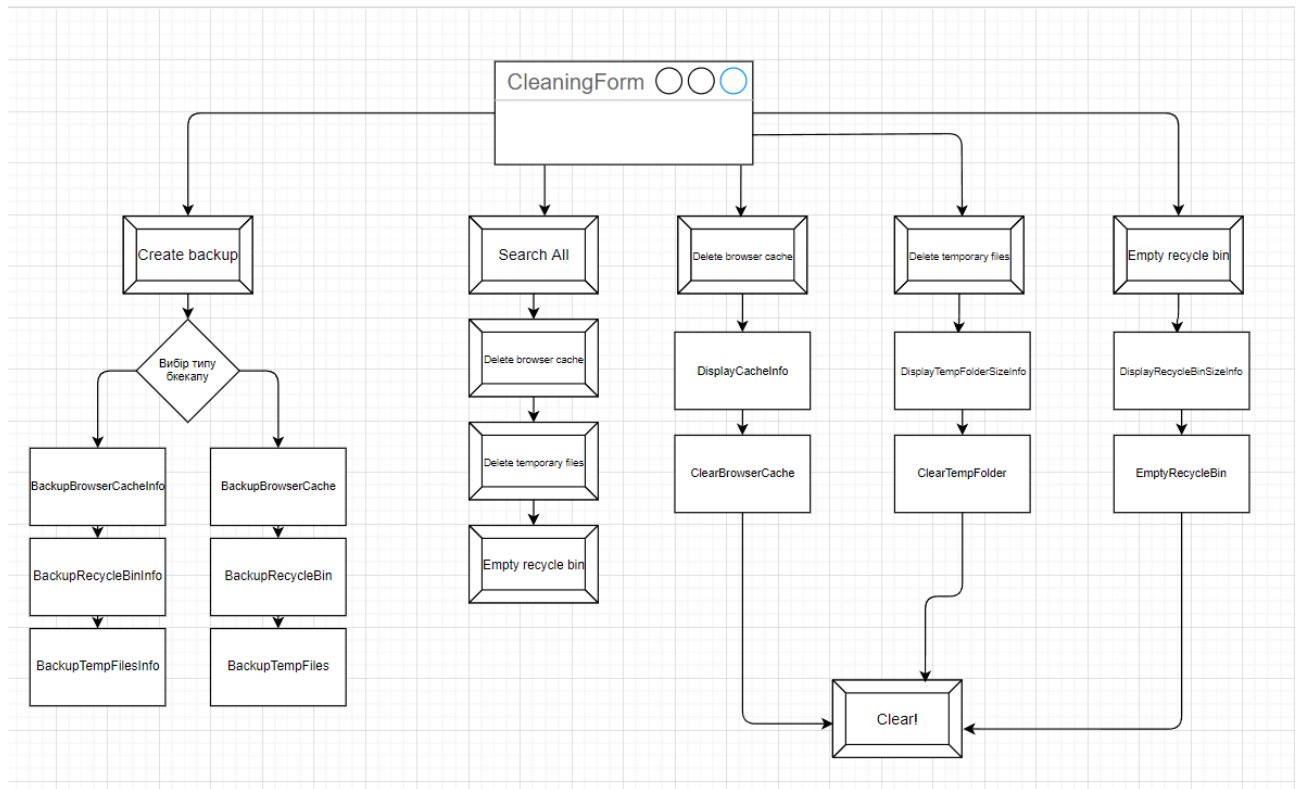 CleaningForm
Create backup
Search All
Delete browser cache
Delete temporary files
Empty recycle bin
Вибір типу
бкекапу
Delete browser cache
DisplayCacheInfo
DisplayTempFolderSizeInfo
DisplayRecycleBinSizeInfo
BackupBrowserCacheInfo
BackupBrowserCache
Delete temporary files
ClearBrowserCache
ClearTempFolder
EmptyRecycleBin
BackupRecycleBinInfo
BackupRecycleBin
Empty recycle bin
BackupTempFilesInfo
BackupTempFiles
Clear!